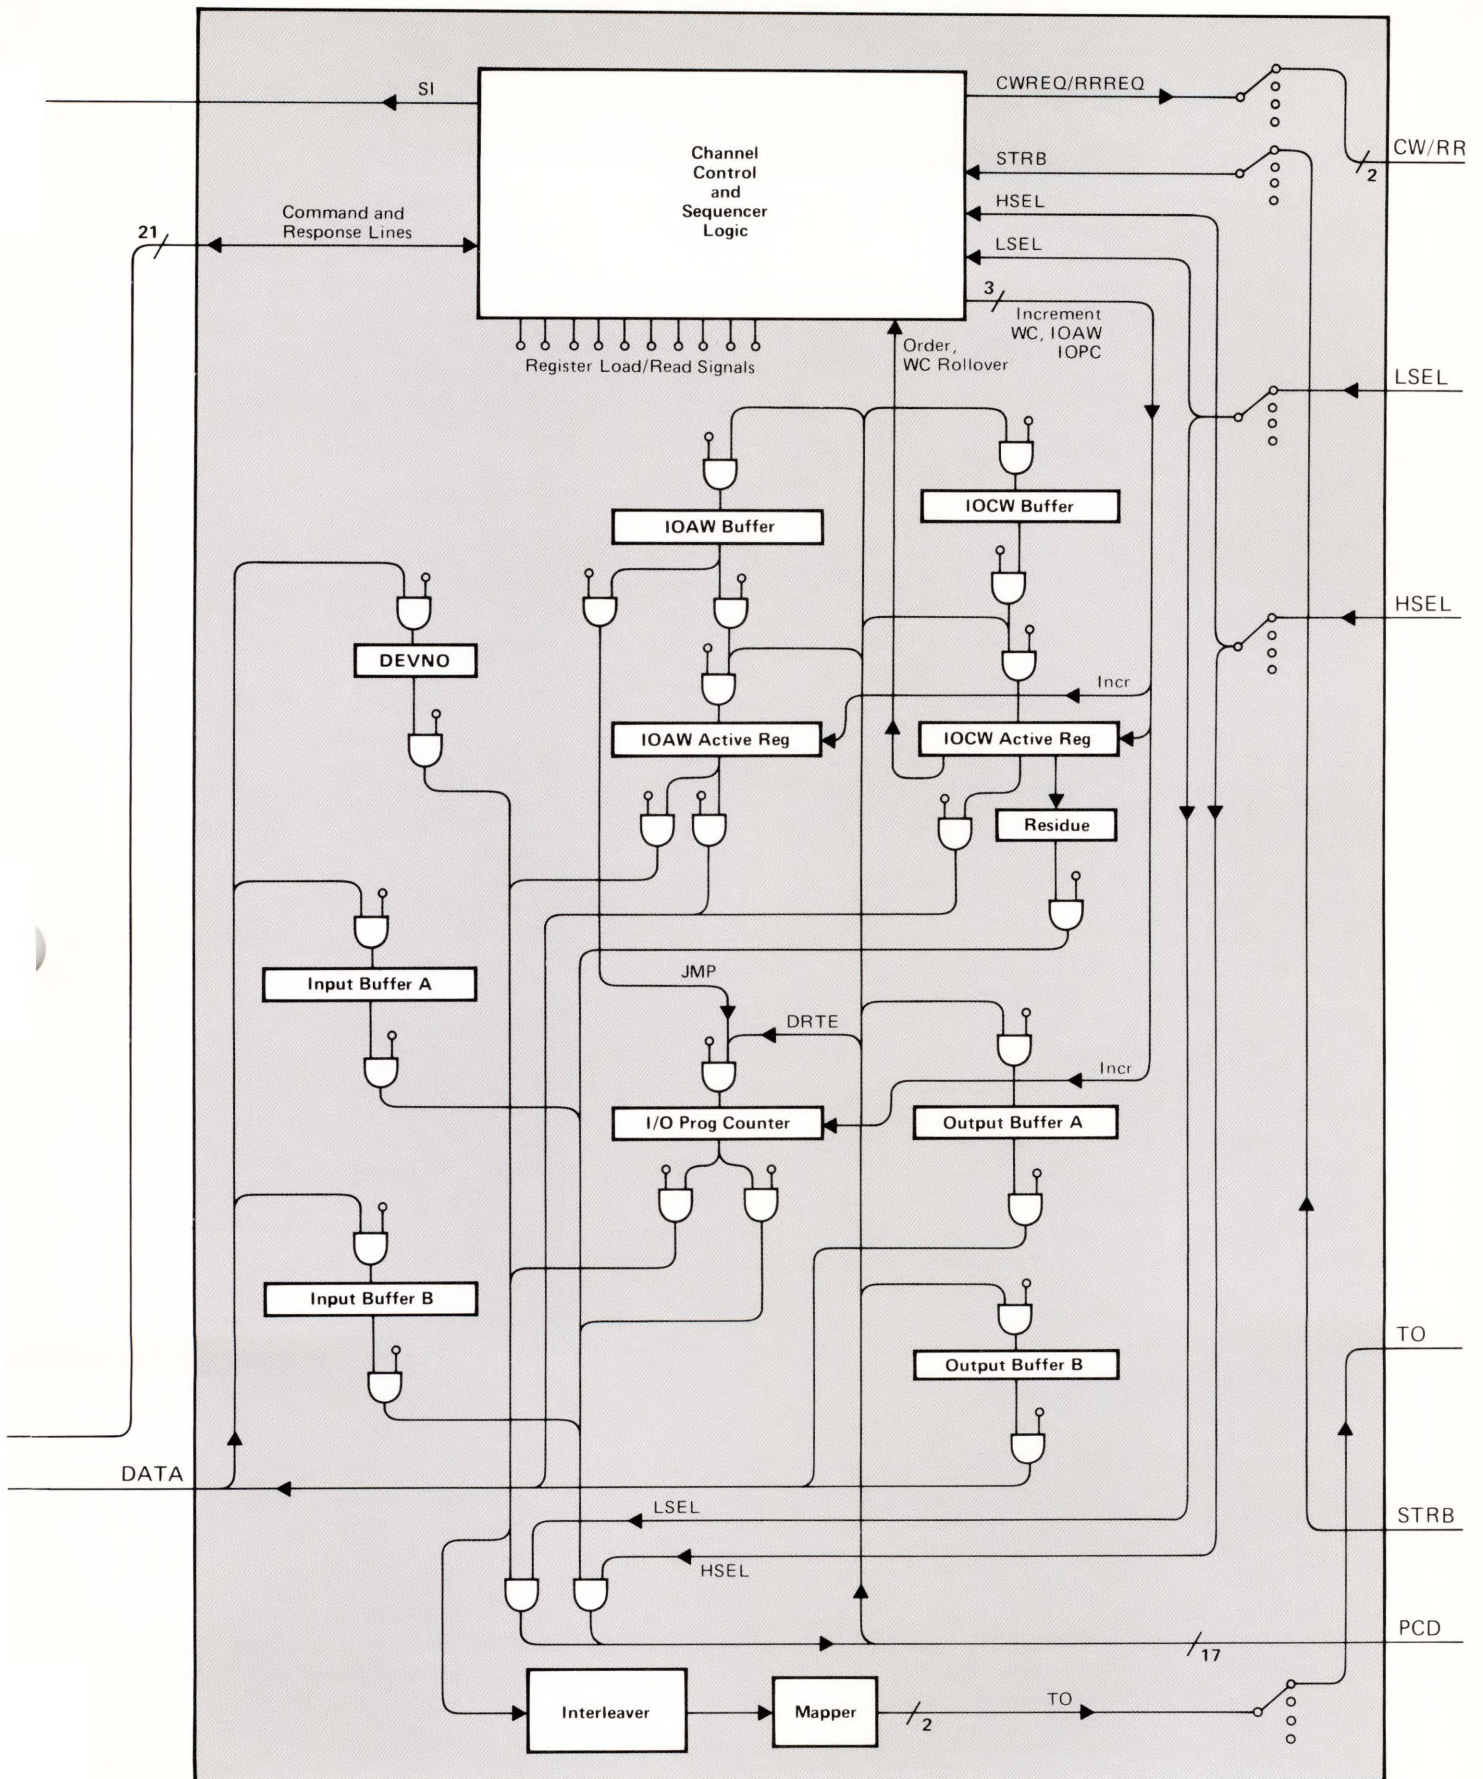 SI
CWREQ/RRREQ
Channel
Control
and
Sequencer
Logic
CW/RR
2
STRB
HSEL
Command and
Response Lines
21
LSEL
3
Increment
WC, IOAW
IOPC
Order,
WC Rollover
Register Load/Read Signals
LSEL
IOCW Buffer
IOAW Buffer
HSEL
DEVNO
Incr
IOAW Active Reg
IOCW Active Reg
Residue
JMP
Input Buffer A
DRTE
Incr
I/O Prog Counter
Output Buffer A
Input Buffer B
TO
Output Buffer B
DATA
LSEL
STRB
HSEL
PCD
17
Interleaver
Mapper
2
TO